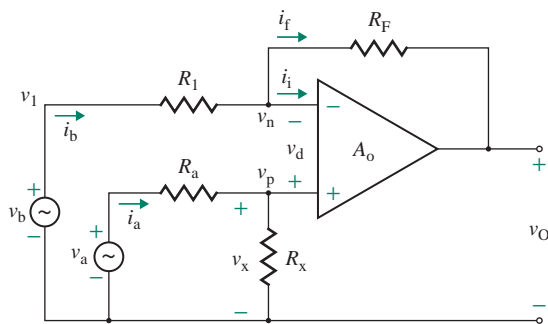 i_f
R_F
R_1
i_i
v_1
i_b
v_n
−
−
v_d
A_o
R_a
v_p
+
+
+
+
v_b
−
i_a
+
v_a
−
+
v_x
R_x
−
v_O
−